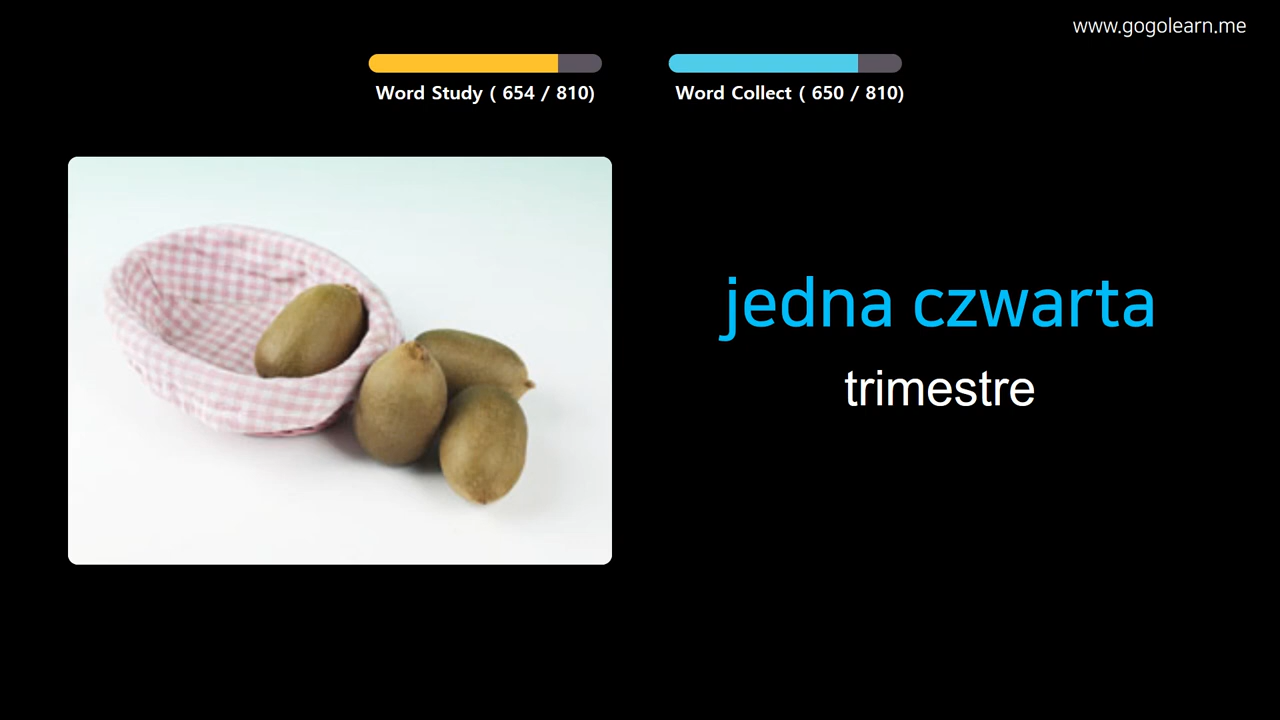 www.gogolearn.me
Word Study ( 654 / 810)
Word Collect ( 650 / 810)
jedna czwarta
trimestre